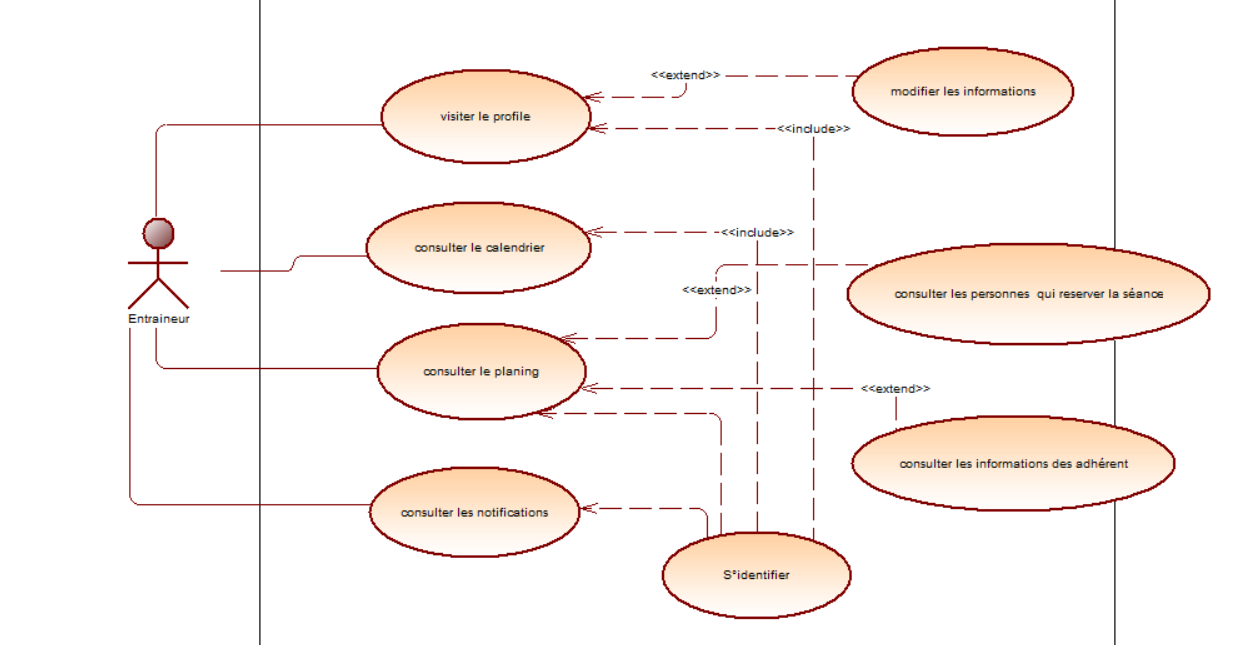 <<extend>>
modifier les informations
visiter le profile
<<include>>
<<include>>
consulter le calendrier
<<extend>>
consulter les personnes qui reserver la séance
Entraineur
consulter le planing
<<extend>>
consulter les informations des adhérent
consulter les notifications
S°identifier